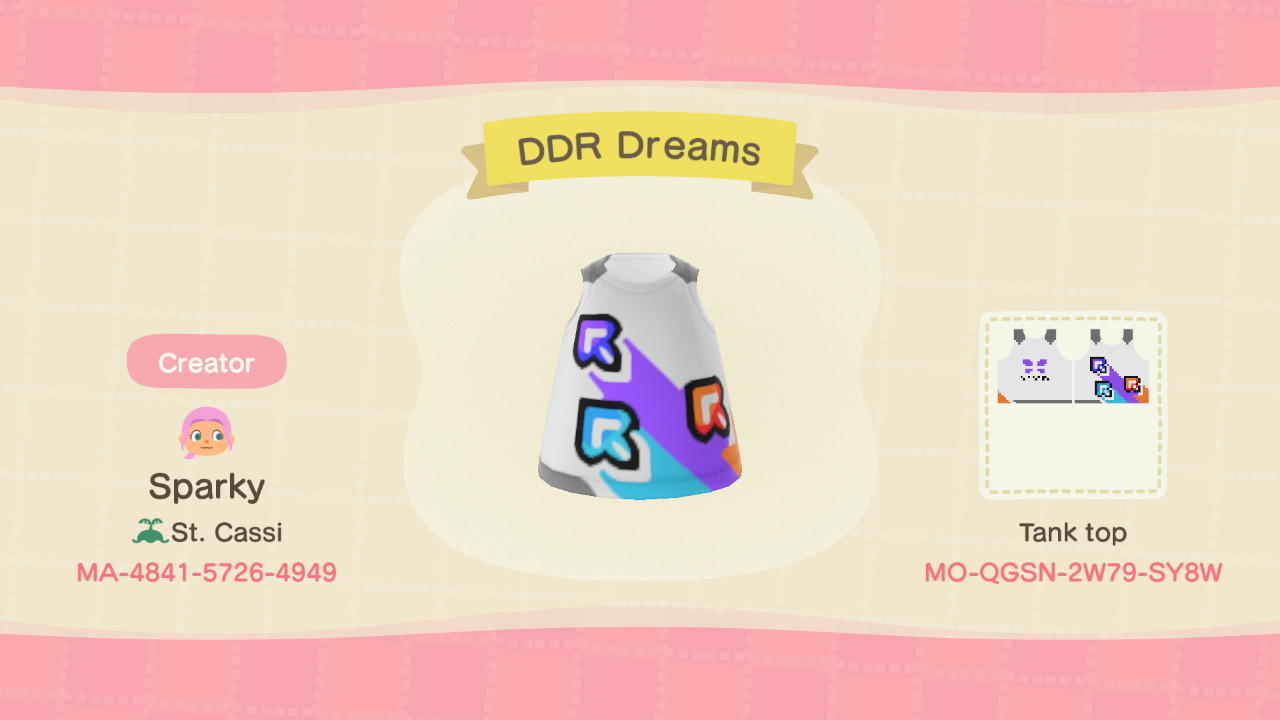 DDR Dreams
Creator
Sparky
St. Cassi
MA-4841-5726-4949
Tank top
MO-QGSN-2W79-SY8W